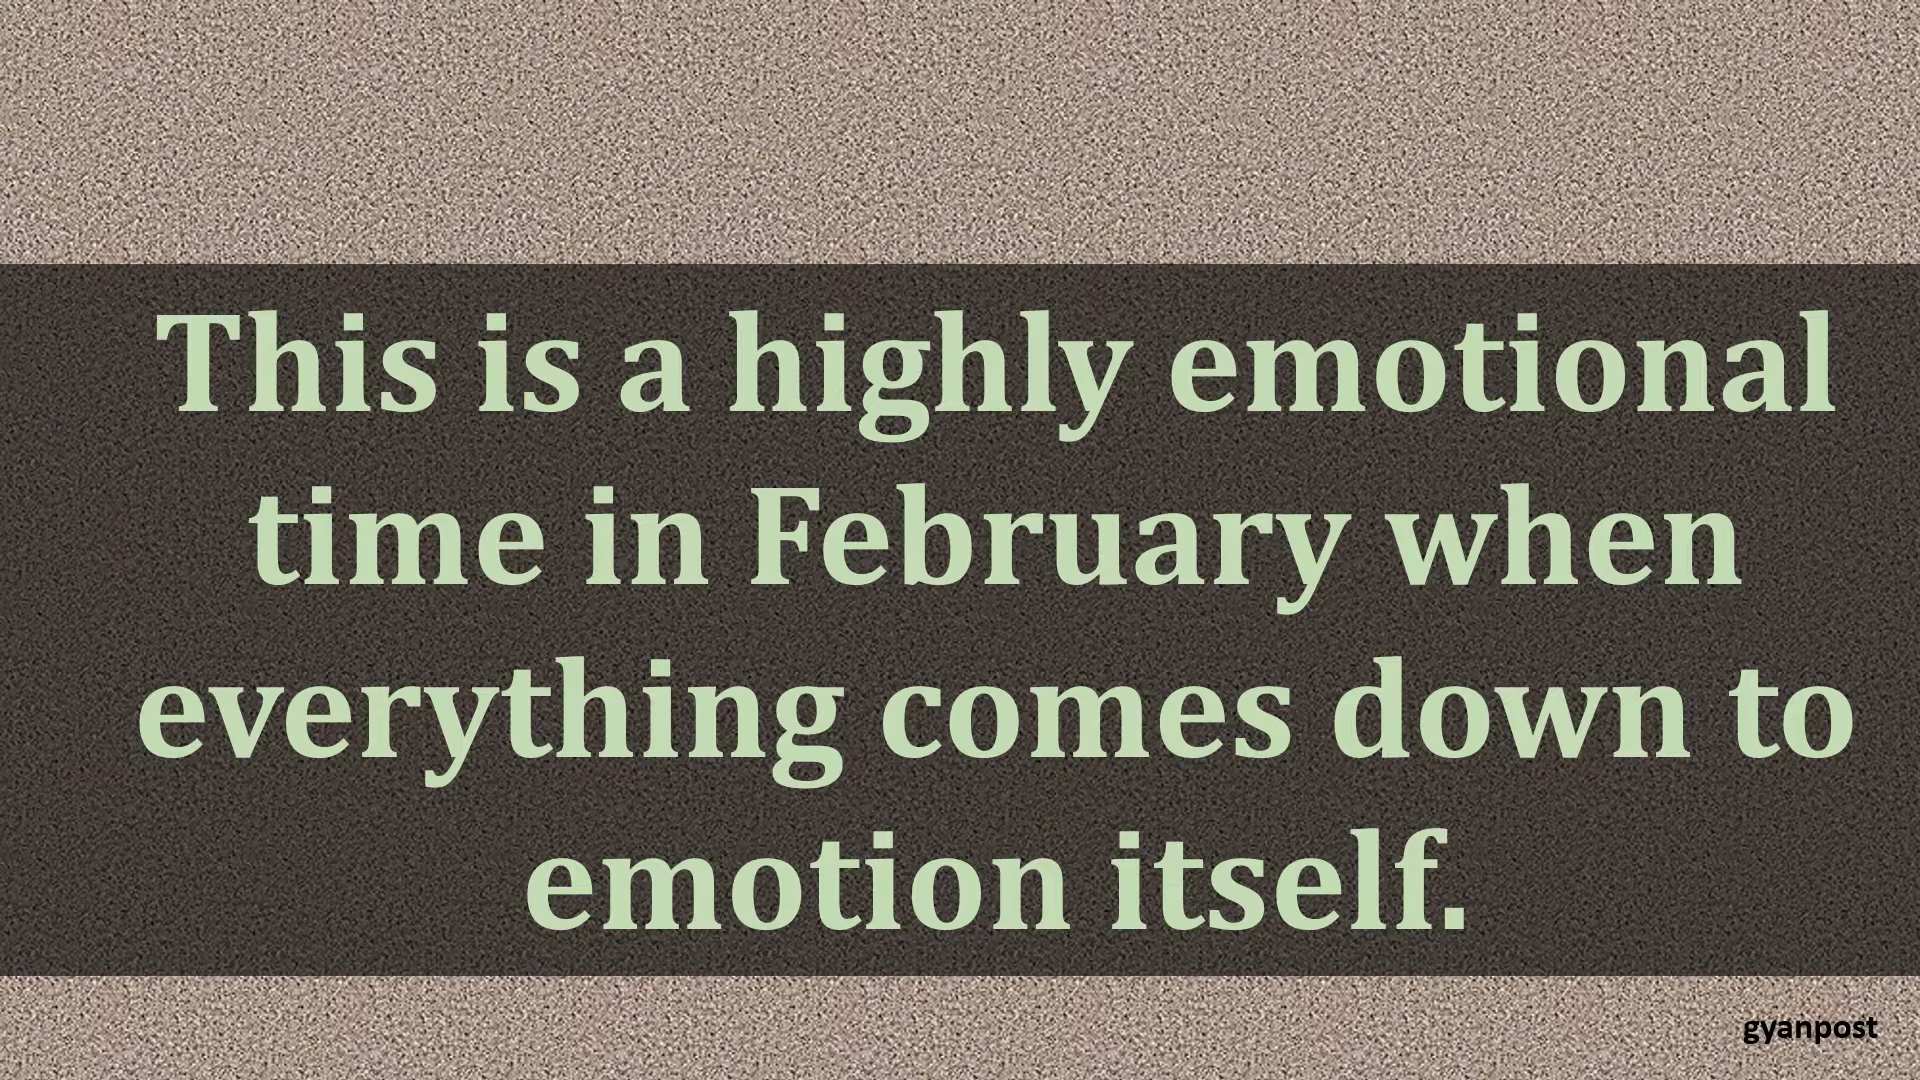 This is a highly emotional
time in February when
everything comes down to
emotion itself.
gyanpost